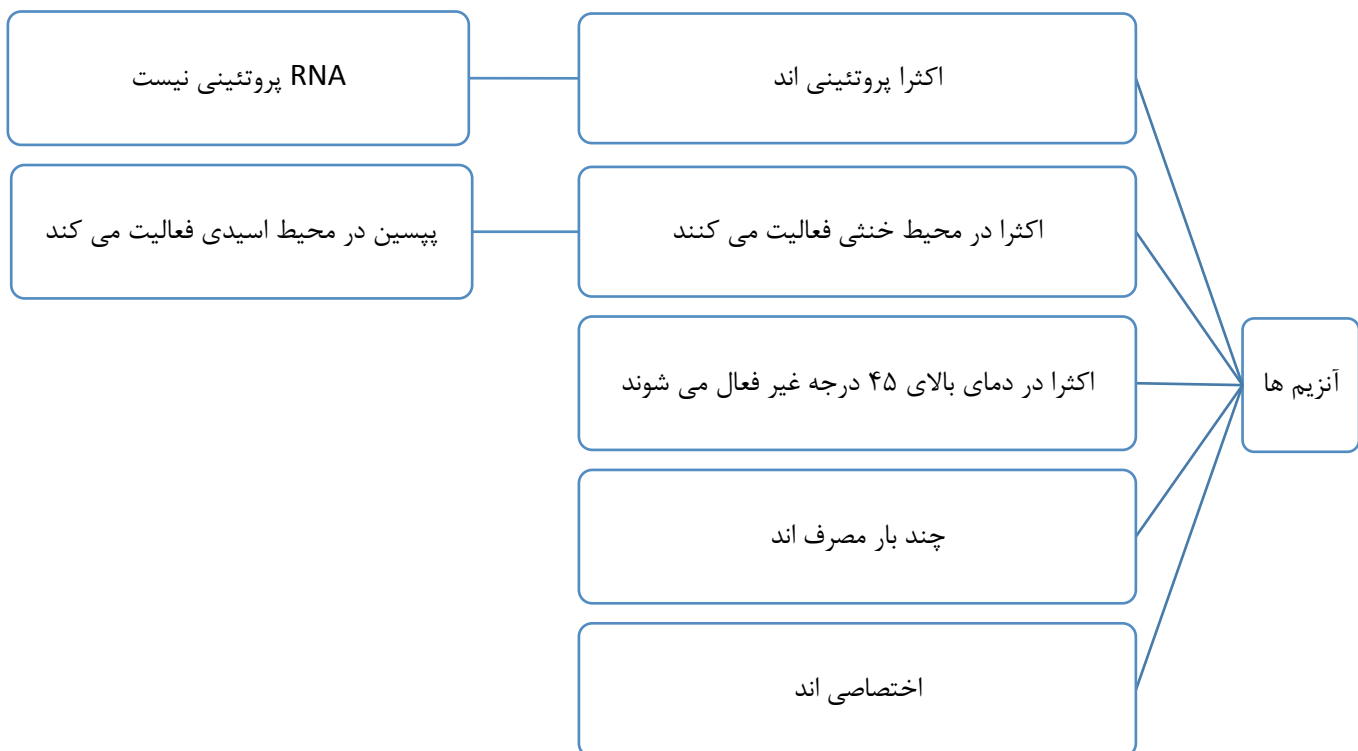 آنزیم ها
اکثرا پروتئینی اند
RNA پروتئینی نیست
اکثرا در محیط خنثی فعالیت می کنند
پپسین در محیط اسیدی فعالیت می کند
اکثرا در دمای بالای ۴۵ درجه غیر فعال می شوند
چند بار مصرف اند
اختصاصی اند